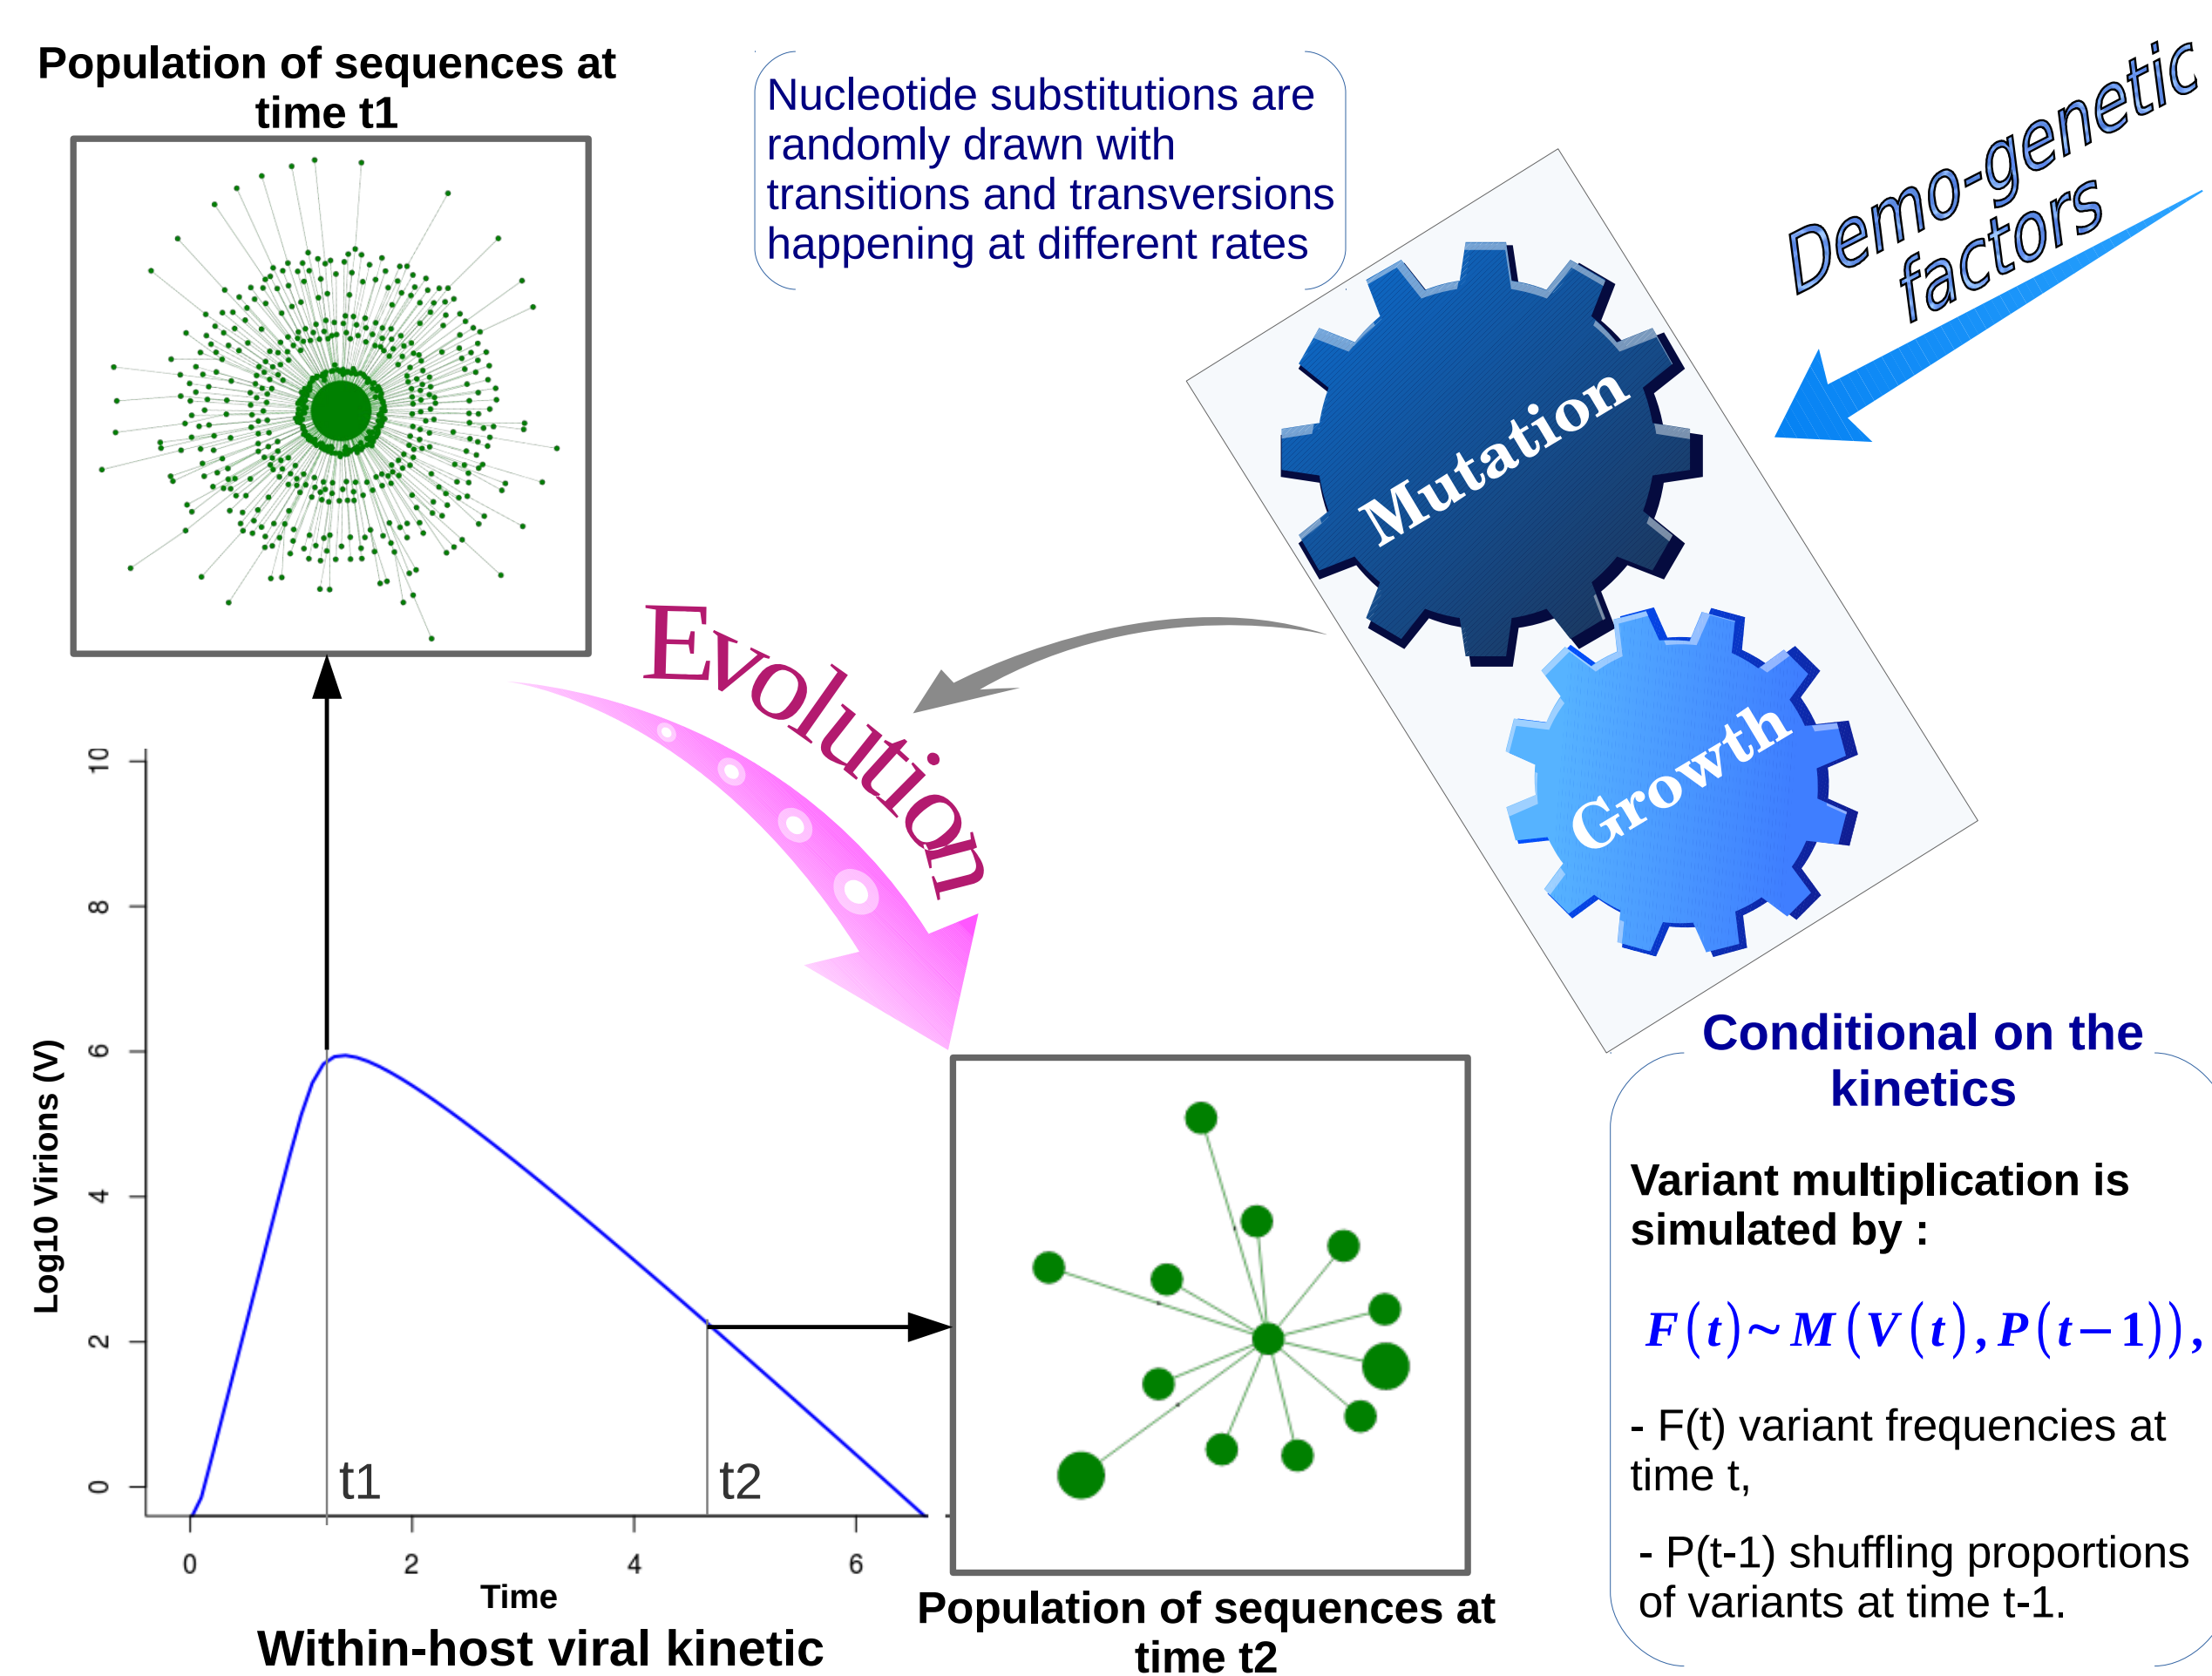 Population of sequences at
time t1
Nucleotide substitutions are
randomly drawn with
transitions and transversions
happening at different rates
Demo-genetic
factors
Mutation
Growth
Evolution
10
8
6
4
2
0
Log10 Virions (V)
t1
t2
0
2
4
6
Time
Within-host viral kinetic
Population of sequences at
time t2
Conditional on the
kinetics
Variant multiplication is
simulated by :
F(t)~M(V(t),P(t−1)),
- F(t) variant frequencies at
time t,
- P(t-1) shuffling proportions
of variants at time t-1.